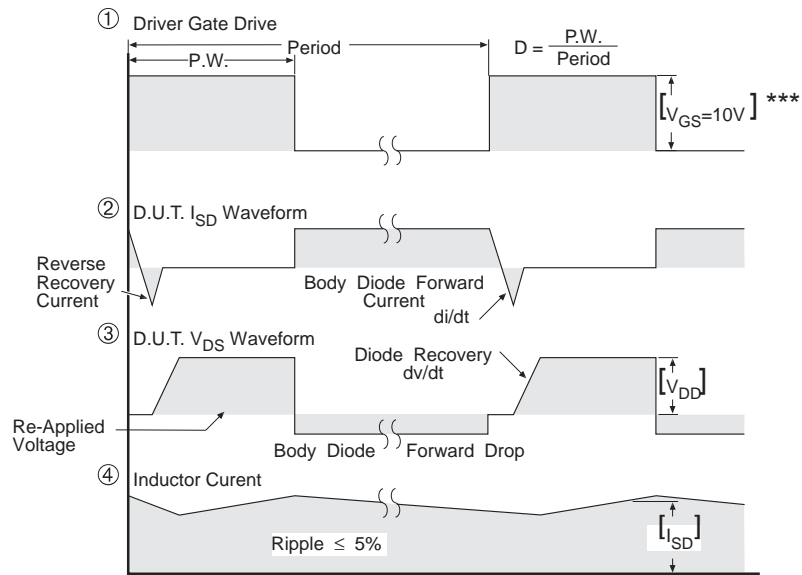 ① Driver Gate Drive
P.W.
Period
D = P.W.
Period
[VGS=10V] ***
② D.U.T. ISD Waveform
Reverse
Recovery
Current
Body Diode Forward
Current
di/dt
③ D.U.T. VDS Waveform
Diode Recovery
dv/dt
[VDD]
Re-Applied
Voltage
Body Diode Forward Drop
④ Inductor Curent
Ripple ≤ 5%
[ISD]